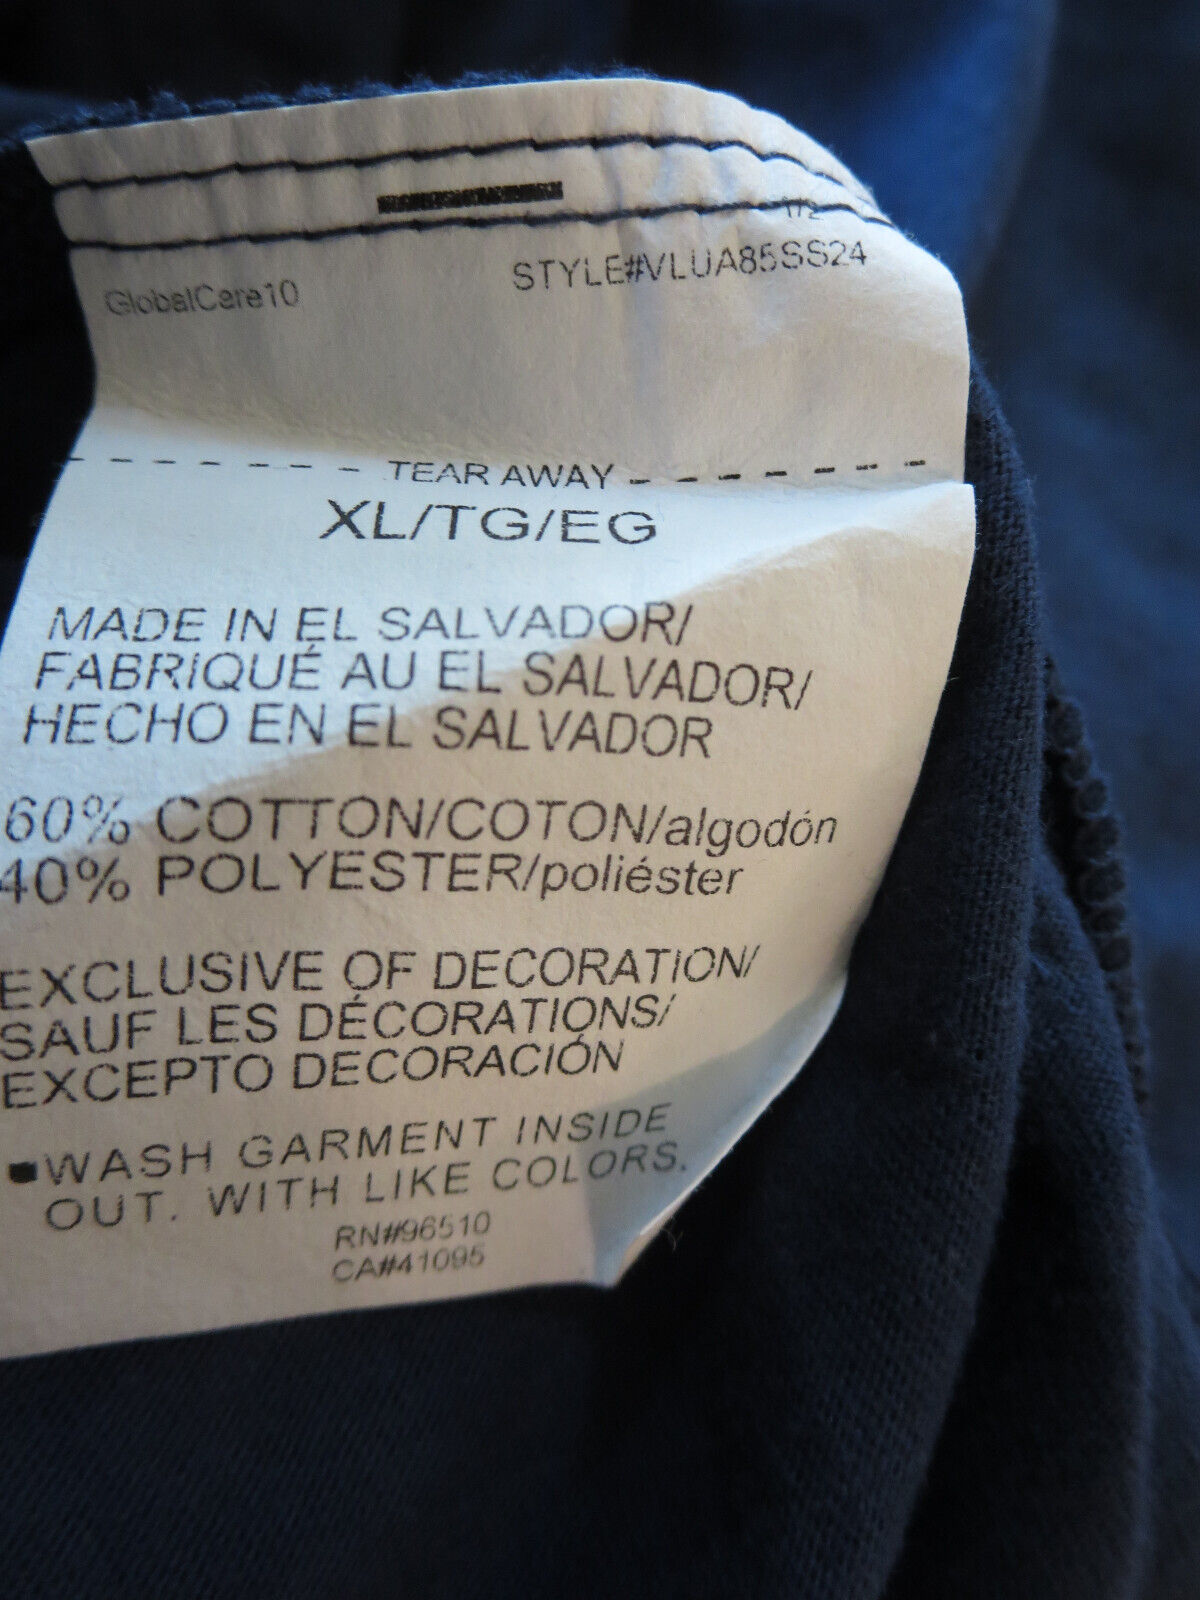 1/2
STYLE#VLUA85SS24
GlobalCare10
TEAR AWAY
XL/TG/EG
MADE IN EL SALVADOR/
FABRIQUÉ AU EL SALVADOR/
HECHO EN EL SALVADOR
60% COTTON/COTON/algodón
40% POLYESTER/poliéster
EXCLUSIVE OF DECORATION/
SAUF LES DÉCORATIONS/
EXCEPTO DECORACIÓN
▪WASH GARMENT INSIDE
OUT. WITH LIKE COLORS.
RN#96510
CA#41095